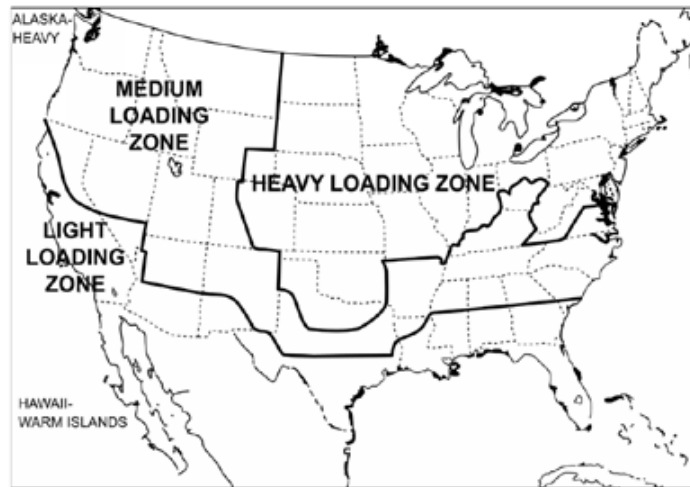 ALASKA-
HEAVY
MEDIUM
LOADING
ZONE
HEAVY LOADING ZONE
LIGHT
LOADING
ZONE
HAWAII-
WARM ISLANDS